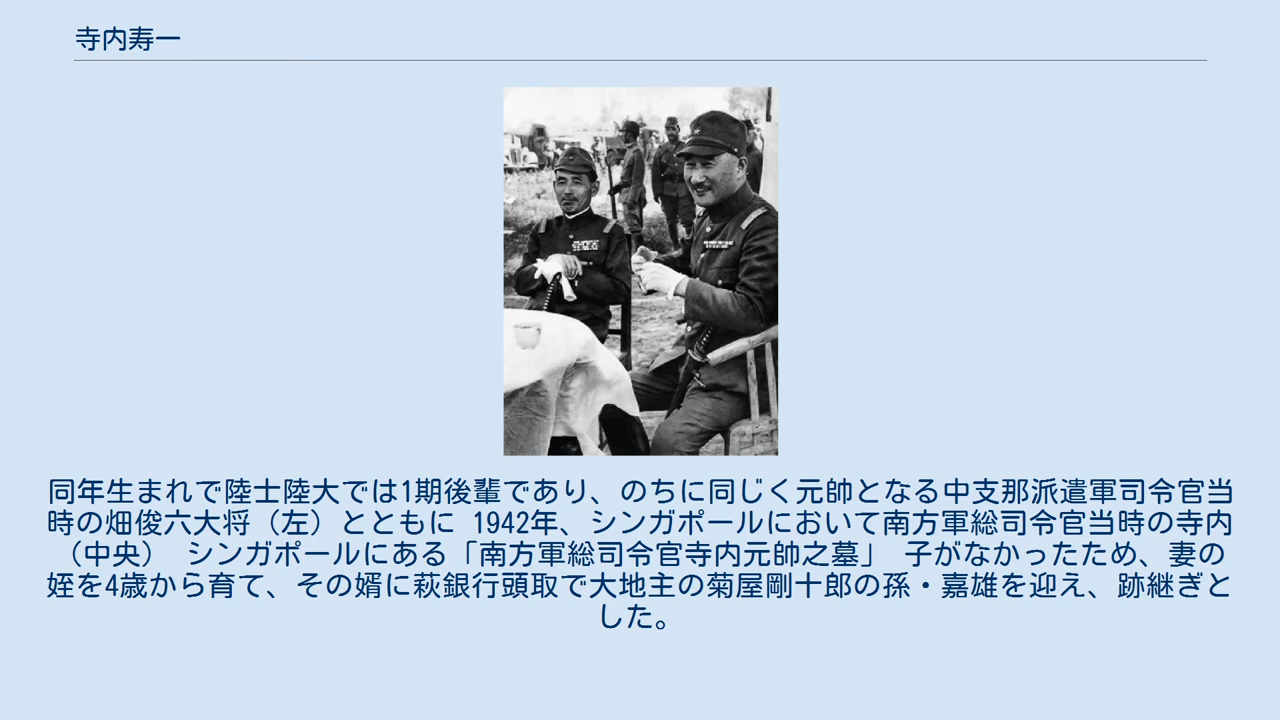 寺内寿一
同年生まれで陸士陸大では1期後輩であり、のちに同じく元帥となる中支那派遣軍司令官当
時の畑俊六大将（左）とともに 1942年、シンガポールにおいて南方軍総司令官当時の寺内
（中央） シンガポールにある「南方軍総司令官寺内元帥之墓」 子がなかったため、妻の
姪を4歳から育て、その婿に萩銀行頭取で大地主の菊屋剛十郎の孫・嘉雄を迎え、跡継ぎと
した。